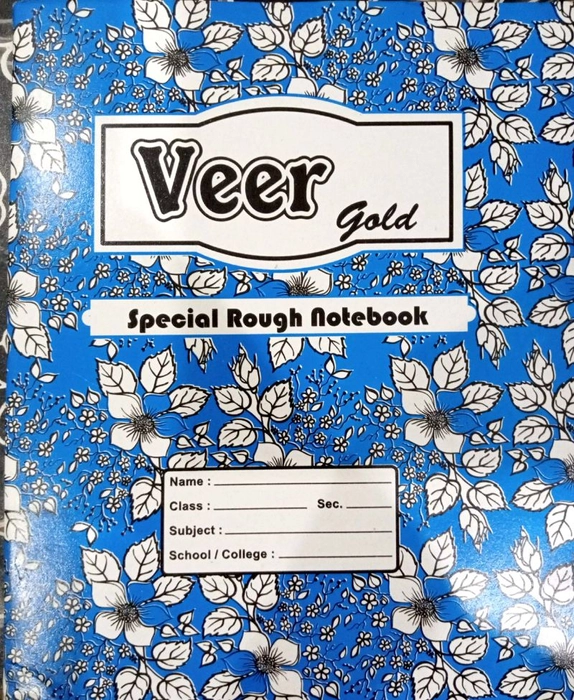 Veer
Gold
Special Rough Notebook
Name :
Class : Sec.
Subject :
School / College :